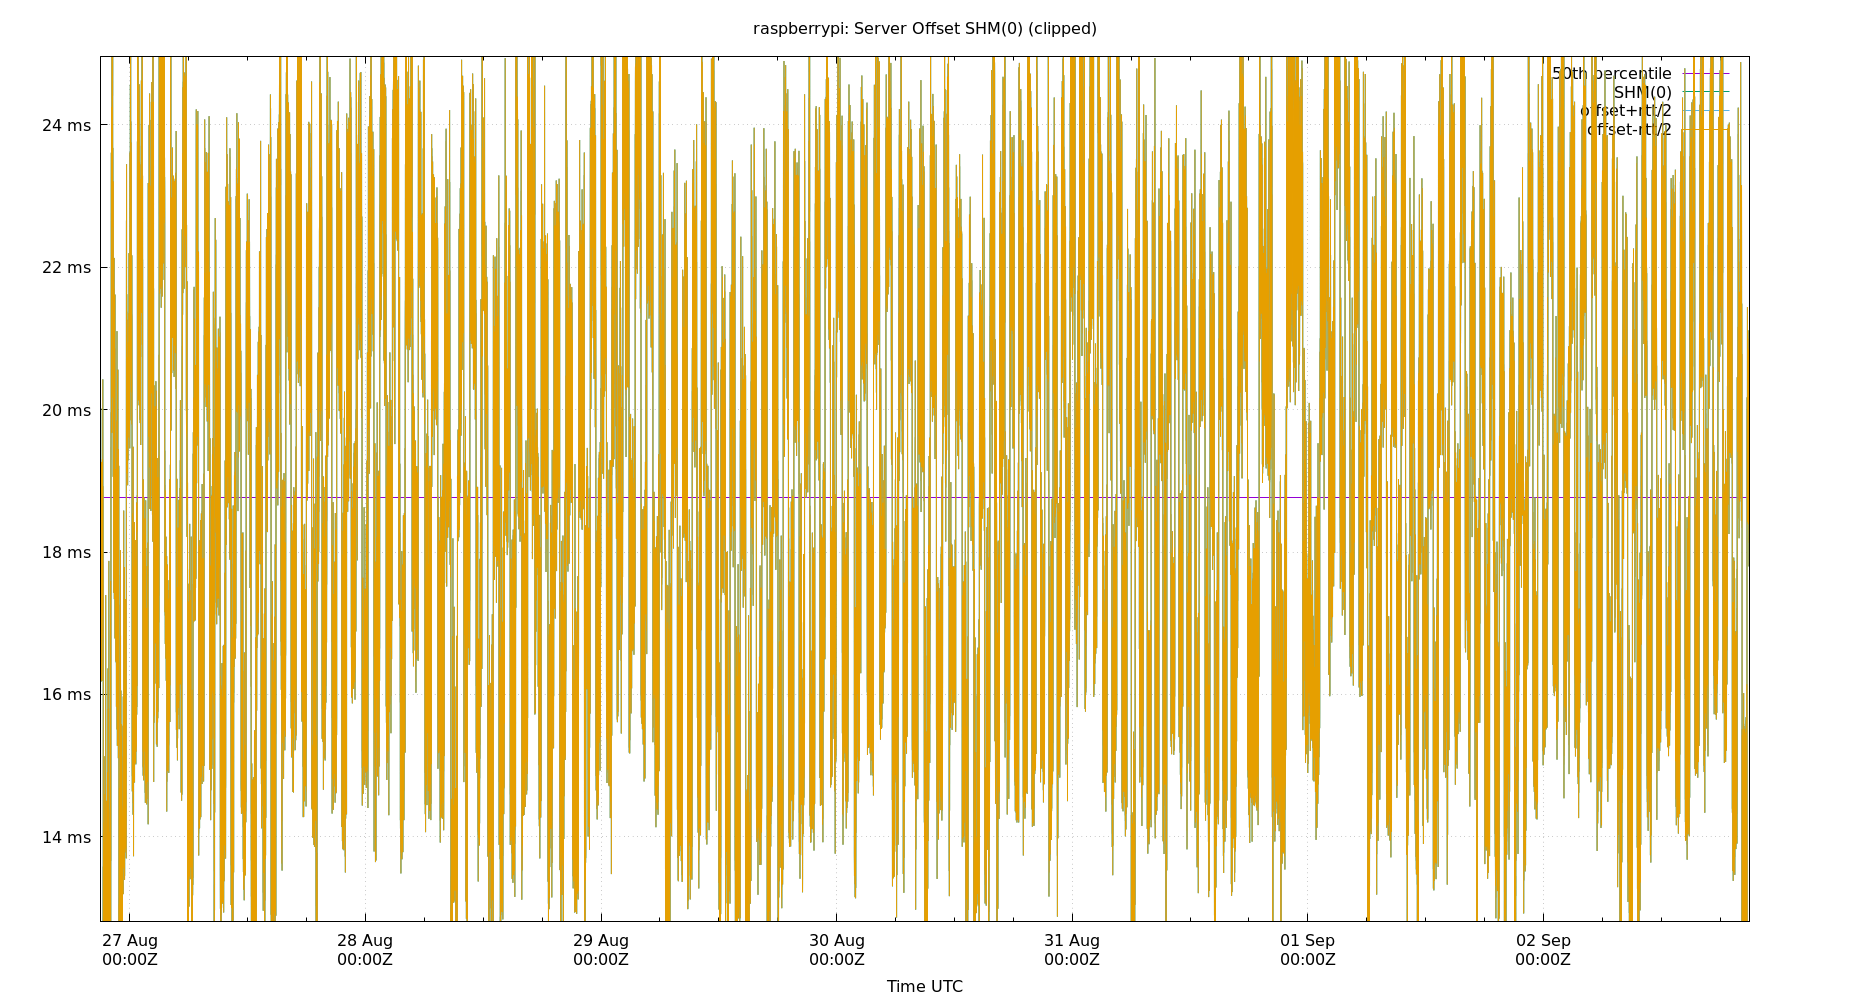 raspberrypi: Server Offset SHM(0) (clipped)
50th percentile
SHM(0)
offset+rtt/2
offset-rtt/2
24 ms
22 ms
20 ms
18 ms
16 ms
14 ms
27 Aug 28 Aug 29 Aug 30 Aug 31 Aug 01 Sep 02 Sep
00:00Z 00:00Z 00:00Z 00:00Z 00:00Z 00:00Z 00:00Z
Time UTC